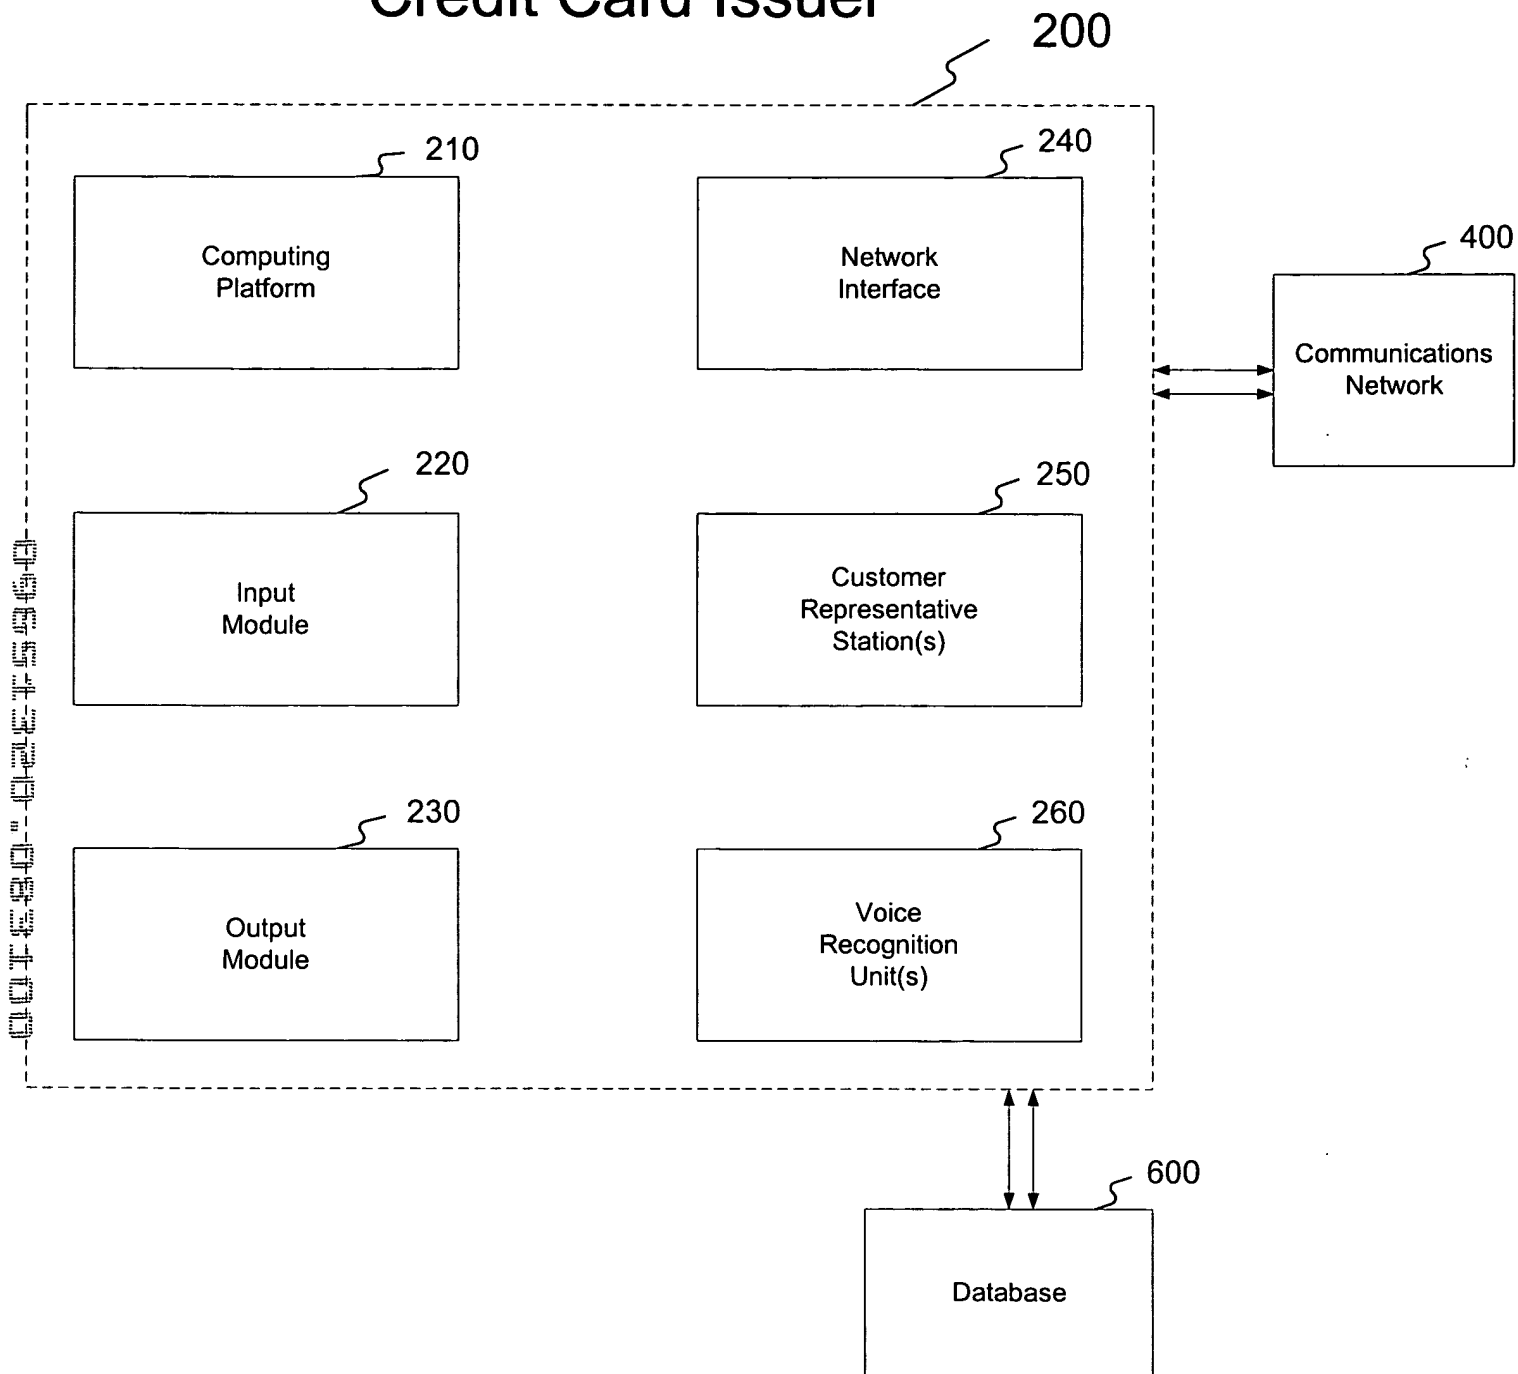 Credit Card Issuer
200
210
240
Computing
Platform
Network
Interface
400
Communications
Network
220
250
Input
Module
Customer
Representative
Station(s)
230
260
Output
Module
Voice
Recognition
Unit(s)
600
Database